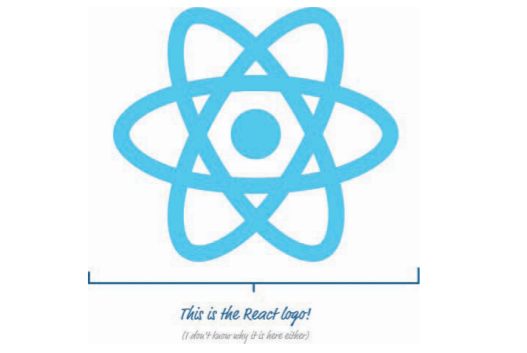 This is the React logo!
(I don't know why it is here either)